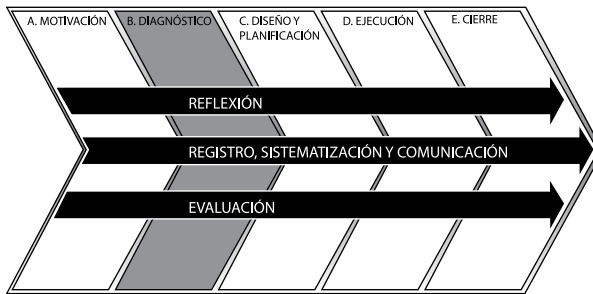 A. MOTIVACIÓN
B. DIAGNÓSTICO
C. DISEÑO Y
PLANIFICACIÓN
D. EJECUCIÓN
E. CIERRE
REFLEXIÓN
REGISTRO, SISTEMATIZACIÓN Y COMUNICACIÓN
EVALUACIÓN